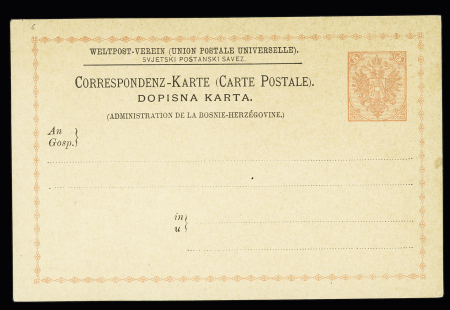 6
WELTPOST-VEREIN (UNION POSTALE UNIVERSELLE).
SVJETSKI POSTANSKI SAVEZ.
CORRESPONDENZ-KARTE (CARTE POSTALE).
DOPISNA KARTA.
(ADMINISTRATION DE LA BOSNIE-HERZÉGOVINE.)
An
Gosp.
in
u